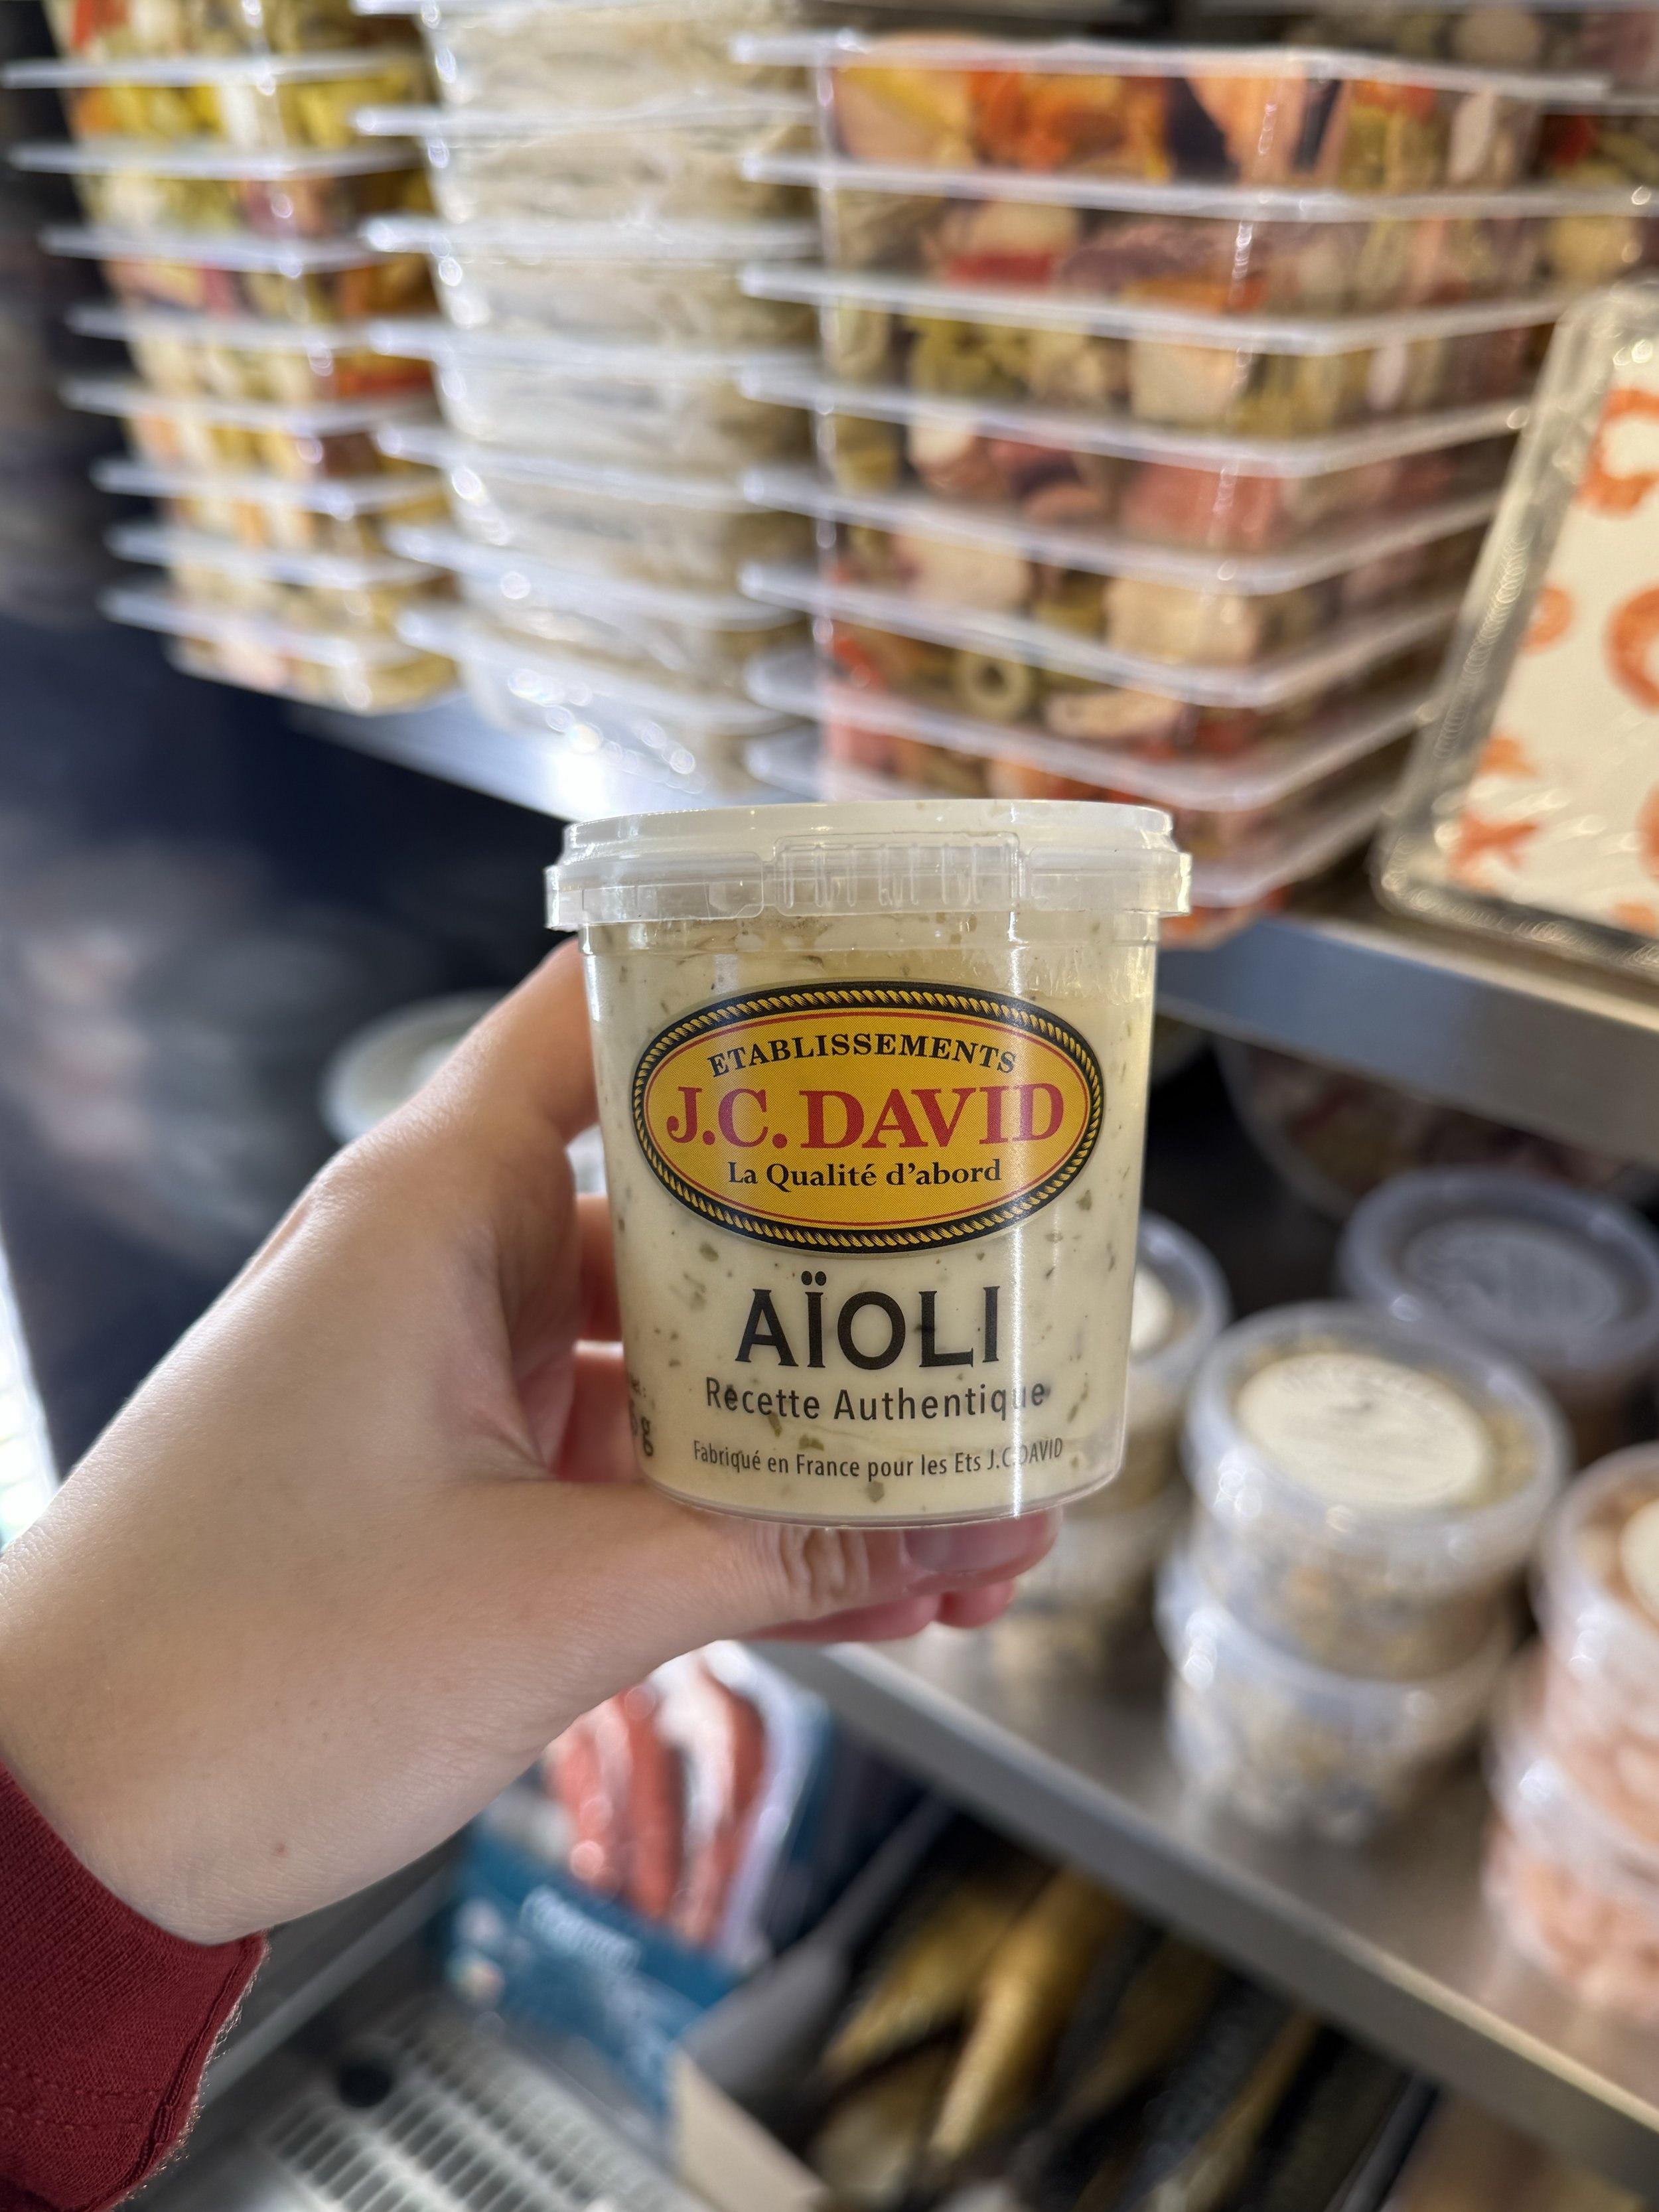 ETABLISSEMENTS
J.C. DAVID
La Qualité d'abord
AÏOLI
Recette Authentique
g
Fabriqué en France pour les Ets J.C DAVID